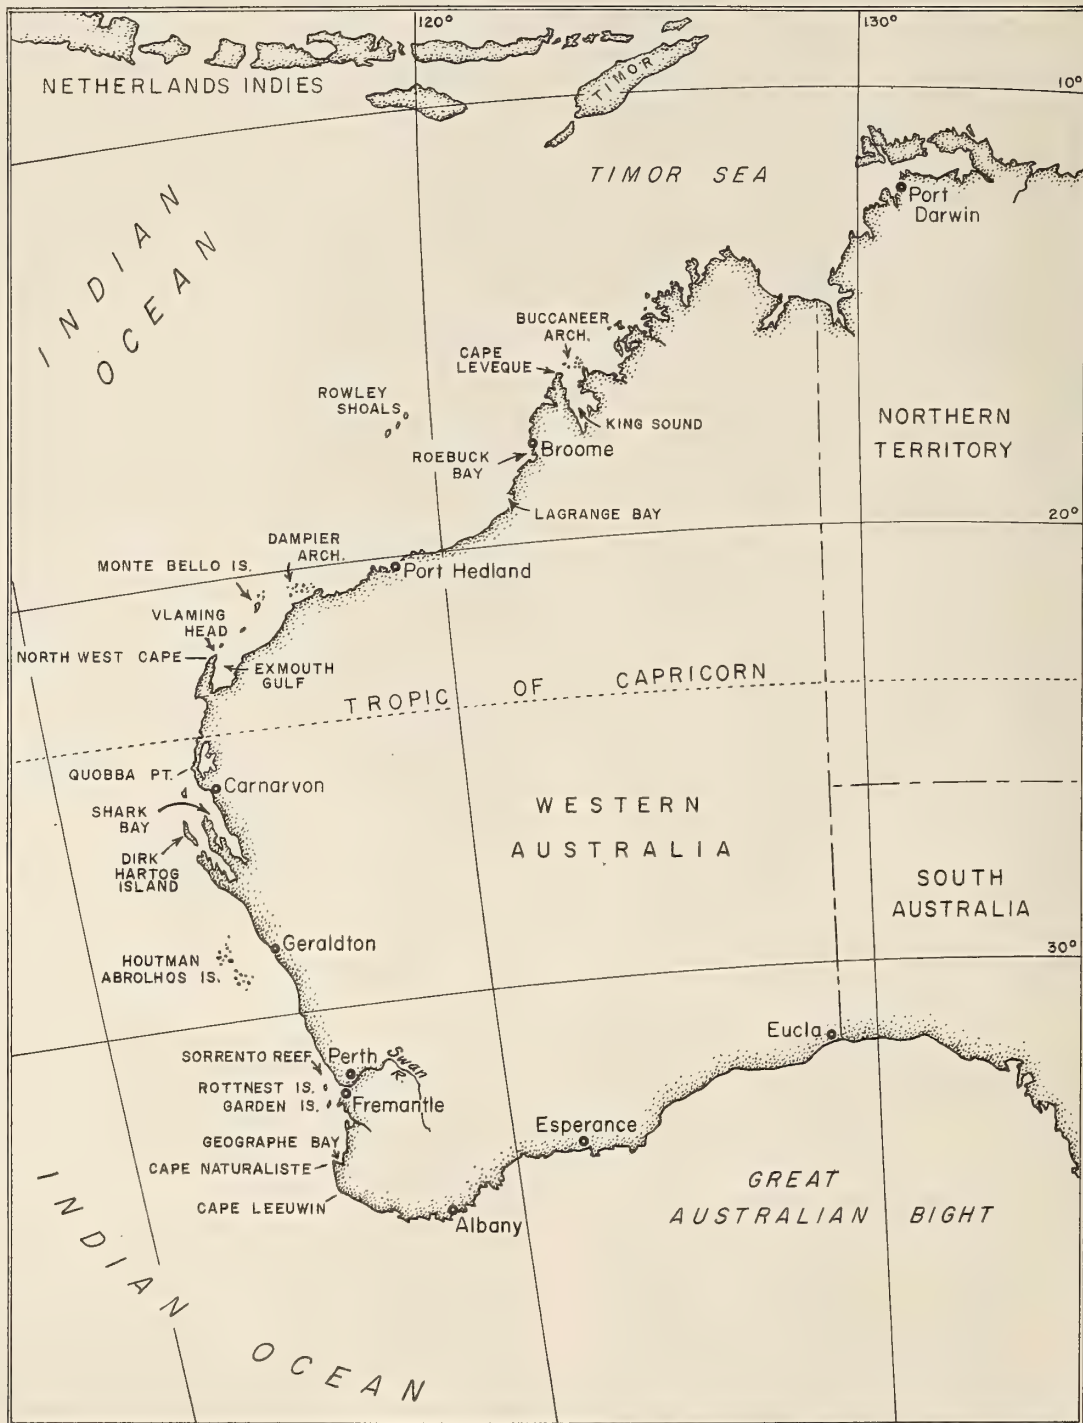 120°
130°
NETHERLANDS INDIES
TIMOR
10°
TIMOR SEA
Port
Darwin
INDIAN
OCEAN
BUCCANEER
ARCH.
CAPE
LEVEQUE
ROWLEY
SHOALS
KING SOUND
NORTHERN
TERRITORY
ROEBUCK
BAY
Broome
LAGRANGE BAY
20°
DAMPIER
ARCH.
MONTE BELLO IS.
Port Hedland
VLAMING
HEAD
NORTH WEST CAPE
EXMOUTH
GULF
TROPIC OF CAPRICORN
QUOBBA PT.
Carnarvon
SHARK
BAY
WESTERN
AUSTRALIA
DIRK
HARTOG
ISLAND
SOUTH
AUSTRALIA
Geraldton
HOUTMAN
ABROLHOS IS.
30°
Eucla
SORRENTO REEF
Perth
Swan
R.
ROTTNEST IS.
GARDEN IS.
Fremantle
Esperance
GEOGRAPHE BAY
CAPE NATURALISTE
CAPE LEEUWIN
Albany
GREAT
AUSTRALIAN BIGHT
INDIAN
OCEAN